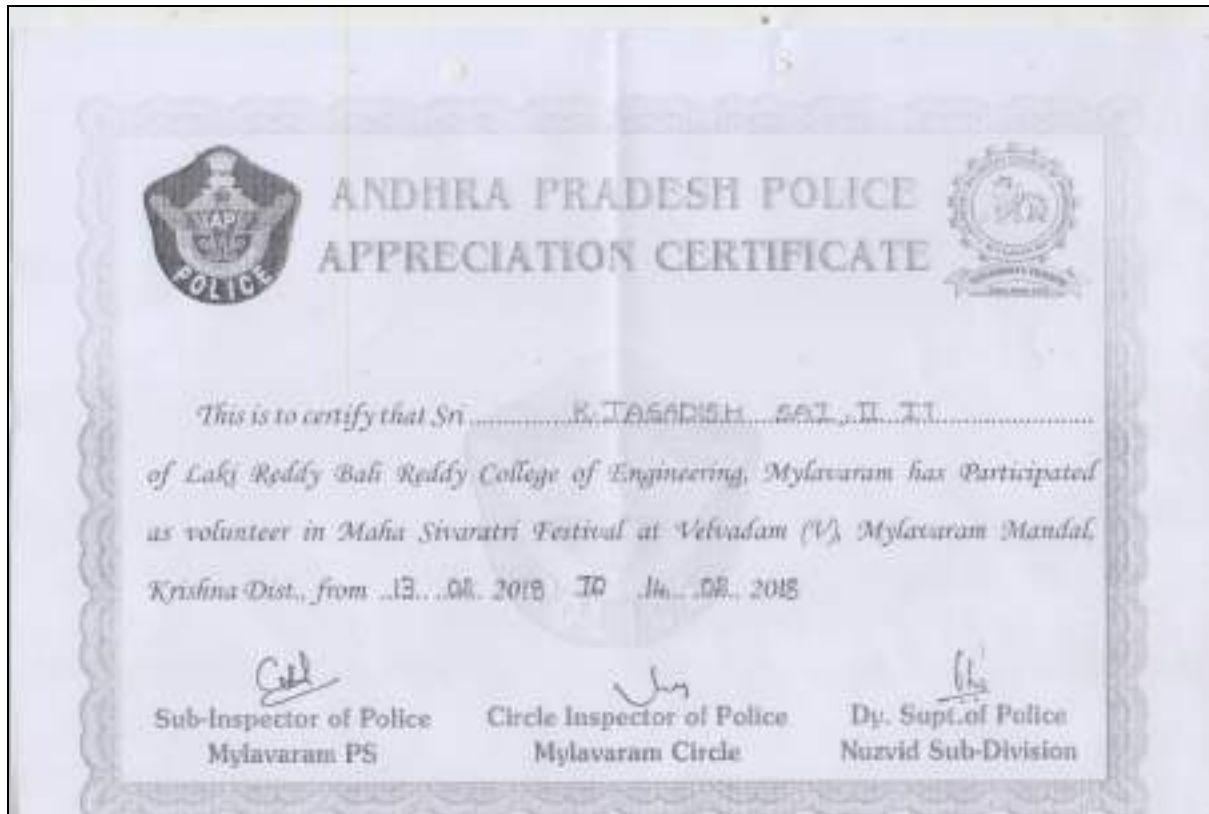 ANDHRA PRADESH POLICE
APPRECIATION CERTIFICATE
AP
POLICE
This is to certify that Sri ............ K. JAGADISH SAI, II IT ............
of Laki Reddy Bali Reddy College of Engineering, Mylavaram has Participated
as volunteer in Maha Sivaratri Festival at Velvadam (V), Mylavaram Mandal,
Krishna Dist., from ..13.. ..02.. 2018 TO ..14.. ..02.. 2018
Sub-Inspector of Police
Mylavaram PS
Circle Inspector of Police
Mylavaram Circle
Dy. Supt.of Police
Nuzvid Sub-Division